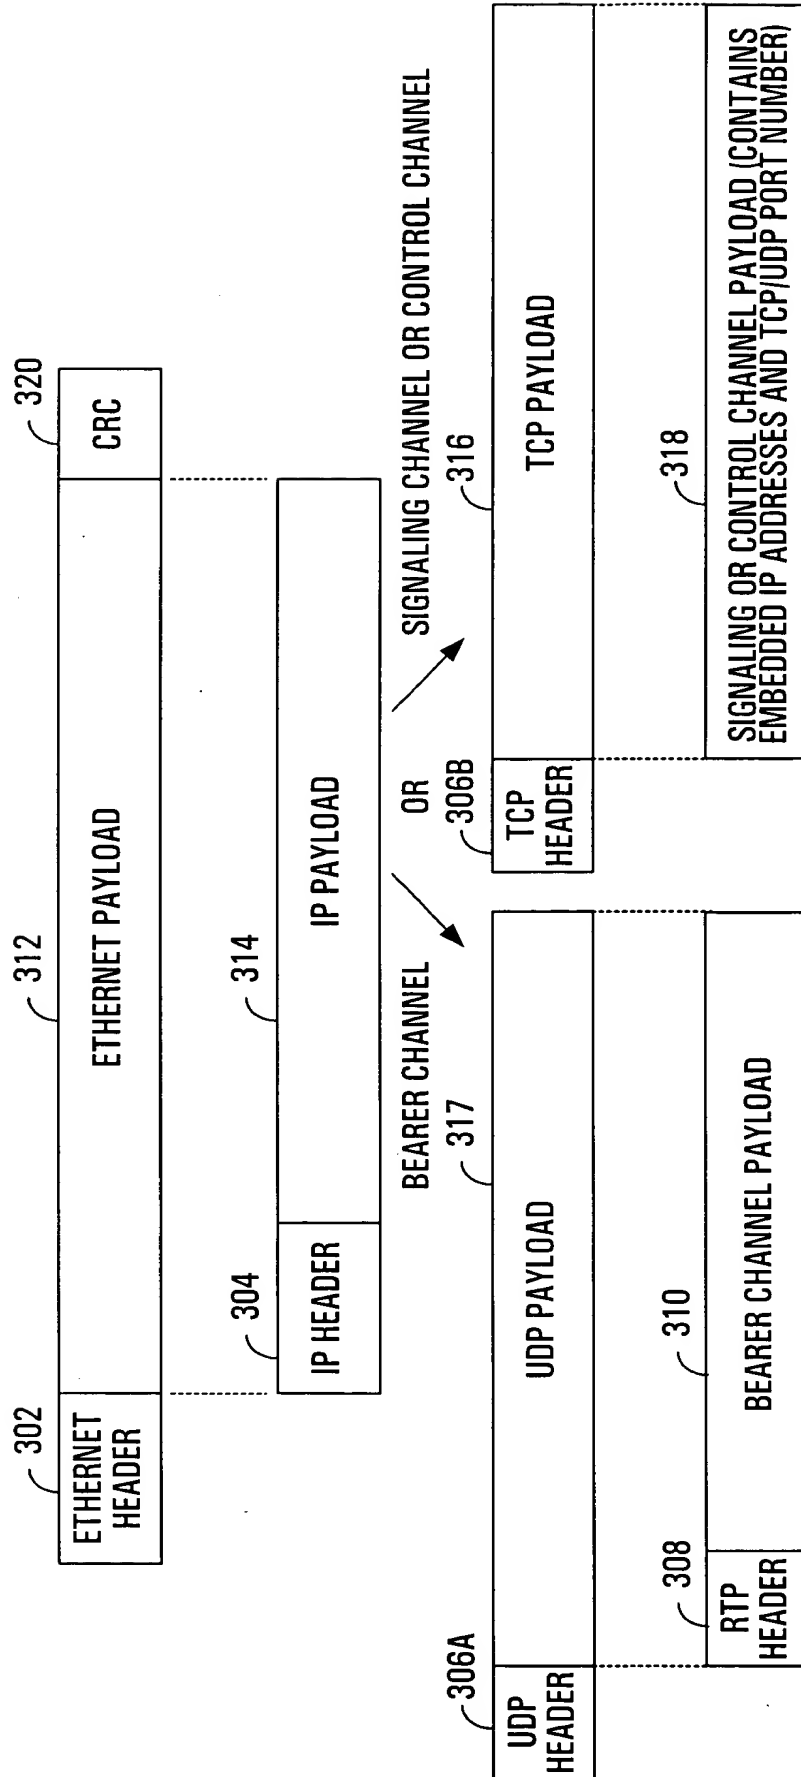 302
312
320
ETHERNET
HEADER
ETHERNET PAYLOAD
CRC
304
314
IP HEADER
IP PAYLOAD
BEARER CHANNEL
OR
SIGNALING CHANNEL OR CONTROL CHANNEL
306A
317
306B
316
UDP
HEADER
UDP PAYLOAD
TCP
HEADER
TCP PAYLOAD
308
310
318
RTP
HEADER
BEARER CHANNEL PAYLOAD
SIGNALING OR CONTROL CHANNEL PAYLOAD (CONTAINS
EMBEDDED IP ADDRESSES AND TCP/UDP PORT NUMBER)